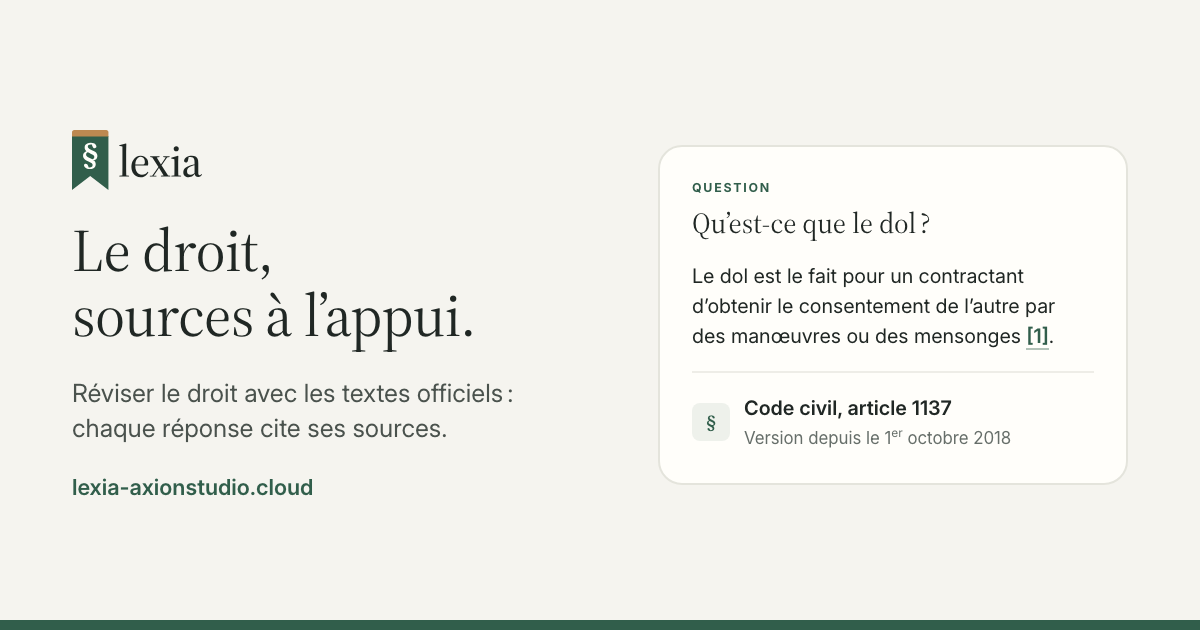 § lexia
Le droit,
sources à l’appui.
Réviser le droit avec les textes officiels :
chaque réponse cite ses sources.
lexia-axionstudio.cloud
QUESTION
Qu’est-ce que le dol ?
Le dol est le fait pour un contractant
d’obtenir le consentement de l’autre par
des manœuvres ou des mensonges [1].
§
Code civil, article 1137
Version depuis le 1er octobre 2018